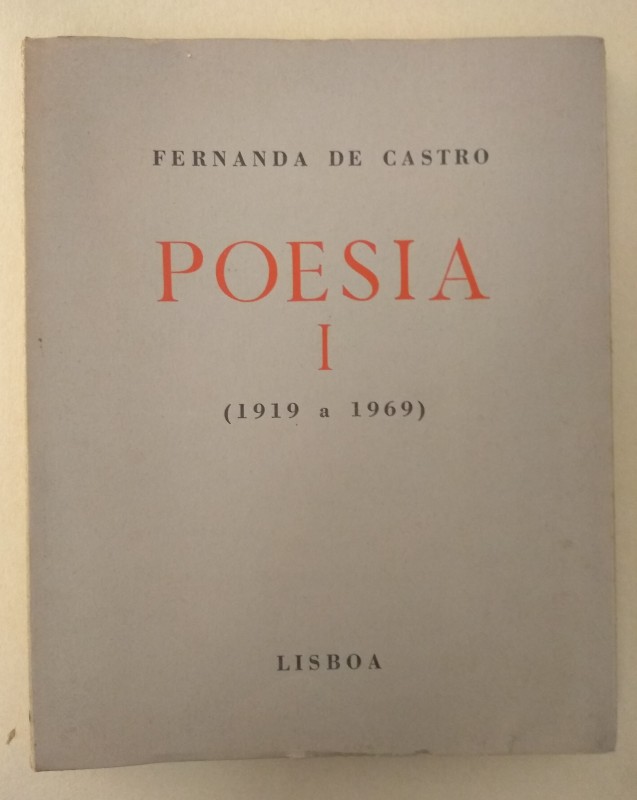 FERNANDA DE CASTRO
POESIA
I
(1919 a 1969)
LISBOA